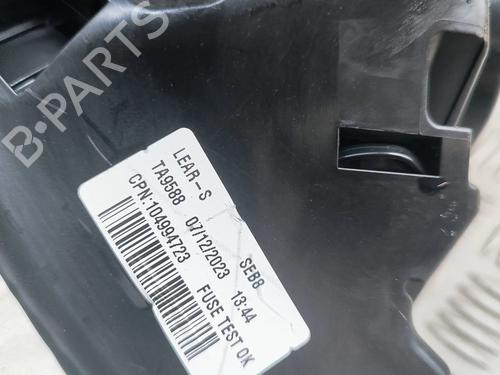 B-PARTS
LEAR-S SEB8
TA9588 07/12/2023 13:44
CPN:104994723 FUSE TEST OK